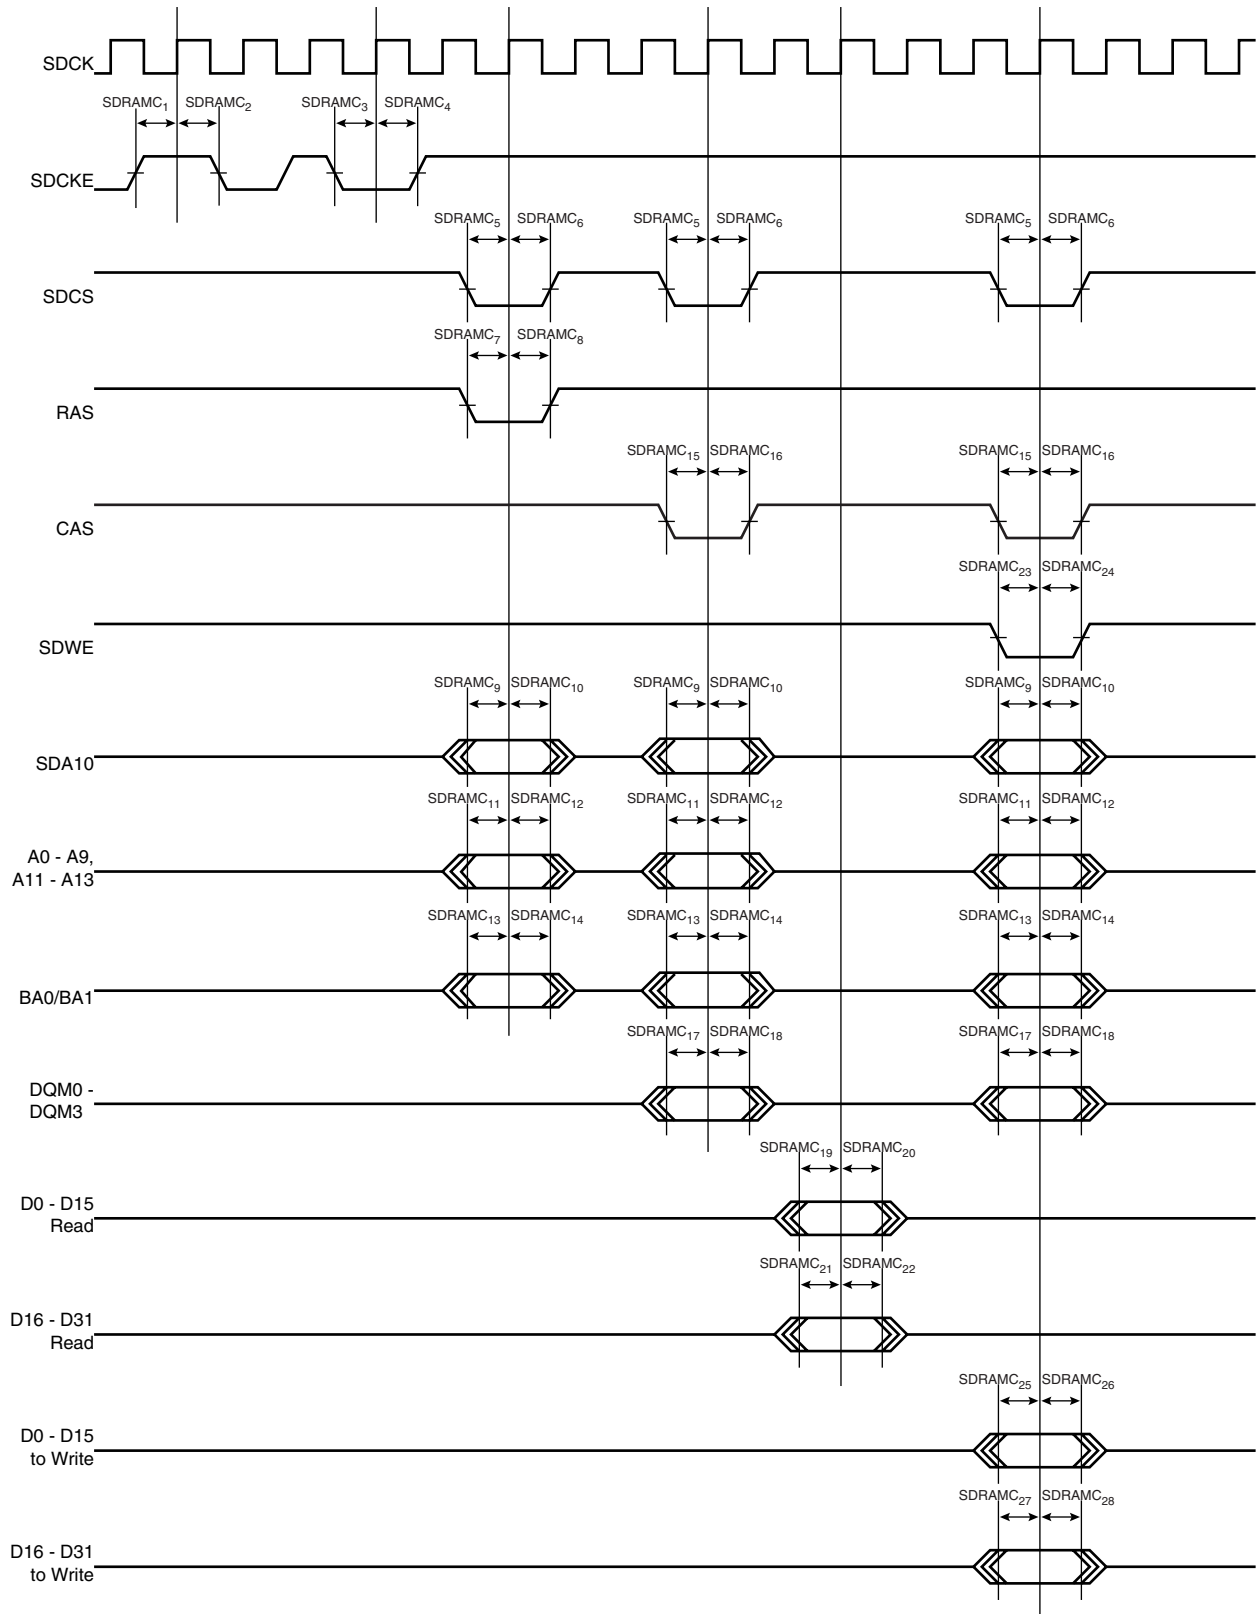 SDCK
SDRAMC1 SDRAMC2 SDRAMC3 SDRAMC4
SDCKE
SDRAMC5 SDRAMC6 SDRAMC5 SDRAMC6 SDRAMC5 SDRAMC6
SDCS
SDRAMC7 SDRAMC8
RAS
SDRAMC15 SDRAMC16 SDRAMC15 SDRAMC16
CAS
SDRAMC23 SDRAMC24
SDWE
SDRAMC9 SDRAMC10 SDRAMC9 SDRAMC10 SDRAMC9 SDRAMC10
SDA10
SDRAMC11 SDRAMC12 SDRAMC11 SDRAMC12 SDRAMC11 SDRAMC12
A0 - A9,
A11 - A13
SDRAMC13 SDRAMC14 SDRAMC13 SDRAMC14 SDRAMC13 SDRAMC14
BA0/BA1
SDRAMC17 SDRAMC18 SDRAMC17 SDRAMC18
DQM0 -
DQM3
SDRAMC19 SDRAMC20
D0 - D15
Read
SDRAMC21 SDRAMC22
D16 - D31
Read
SDRAMC25 SDRAMC26
D0 - D15
to Write
SDRAMC27 SDRAMC28
D16 - D31
to Write